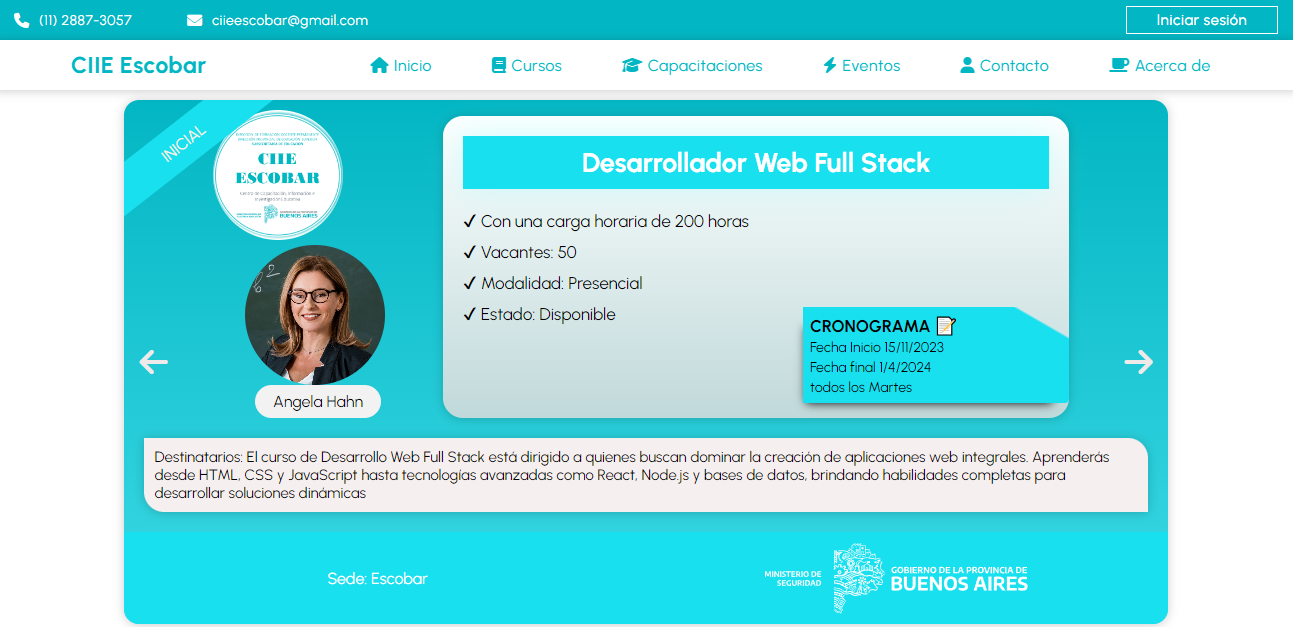 (11) 2887-3057
ciieescobar@gmail.com
Iniciar sesión
CIIE Escobar
Inicio
Cursos
Capacitaciones
Eventos
Contacto
Acerca de
INICIAL
CIIE
ESCOBAR
BUENOS AIRES
Angela Hahn
Desarrollador Web Full Stack
Con una carga horaria de 200 horas
Vacantes: 50
Modalidad: Presencial
Estado: Disponible
CRONOGRAMA 📝
Fecha Inicio 15/11/2023
Fecha final 1/4/2024
todos los Martes
Destinatarios: El curso de Desarrollo Web Full Stack está dirigido a quienes buscan dominar la creación de aplicaciones web integrales. Aprenderás
desde HTML, CSS y JavaScript hasta tecnologías avanzadas como React, Node.js y bases de datos, brindando habilidades completas para
desarrollar soluciones dinámicas
Sede: Escobar
MINISTERIO DE
SEGURIDAD
GOBIERNO DE LA PROVINCIA DE
BUENOS AIRES